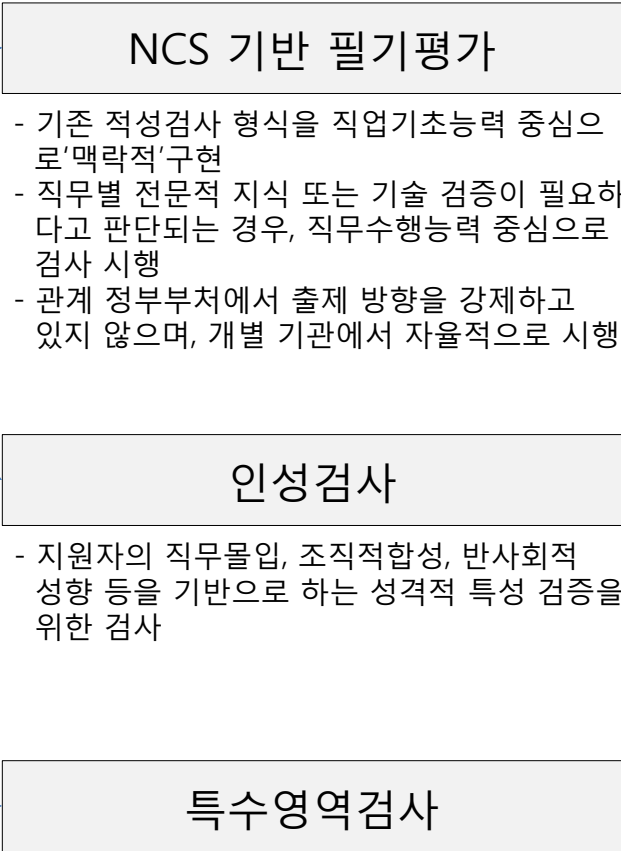 NCS 기반 필기평가
- 기존 적성검사 형식을 직업기초능력 중심으
로'맥락적'구현
- 직무별 전문적 지식 또는 기술 검증이 필요하
다고 판단되는 경우, 직무수행능력 중심으로
검사 시행
- 관계 정부부처에서 출제 방향을 강제하고
있지 않으며, 개별 기관에서 자율적으로 시행
인성검사
- 지원자의 직무몰입, 조직적합성, 반사회적
성향 등을 기반으로 하는 성격적 특성 검증을
위한 검사
특수영역검사